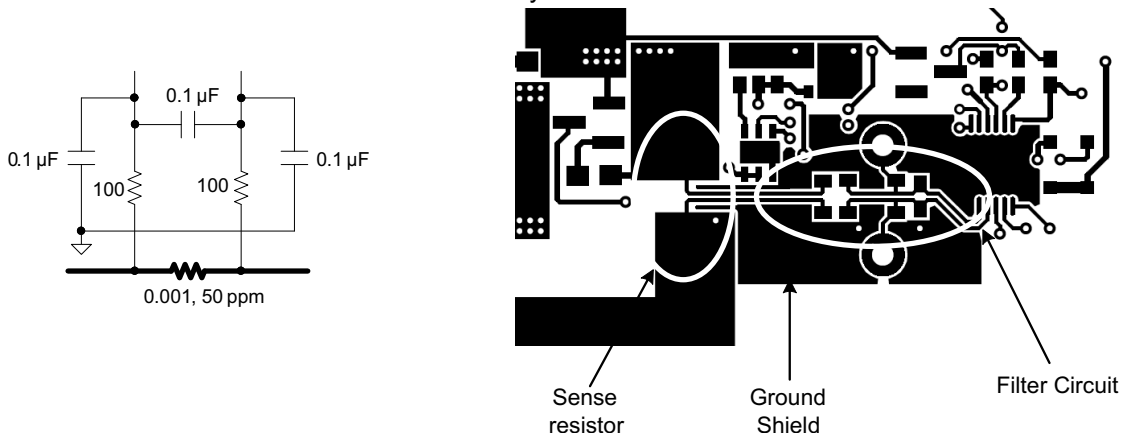 0.1 µF
0.1 µF
0.1 µF
100
100
0.001, 50 ppm
Sense
resistor
Ground
Shield
Filter Circuit